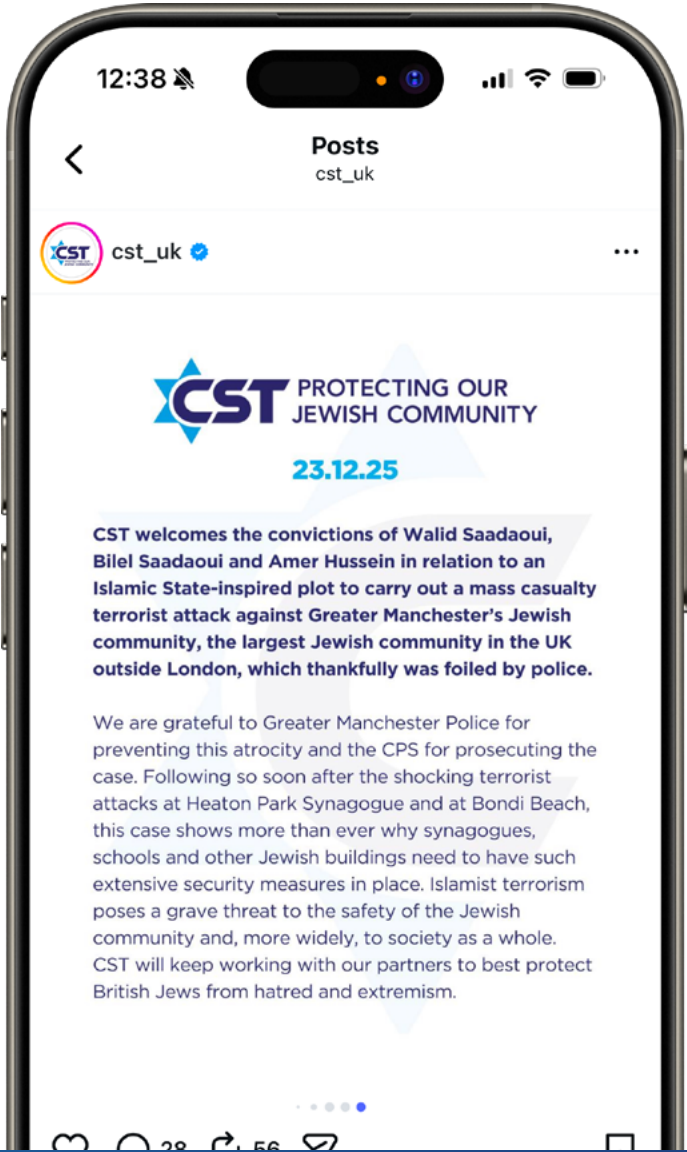 12:38
Posts
cst_uk
CST
cst_uk
CST PROTECTING OUR
JEWISH COMMUNITY
23.12.25
CST welcomes the convictions of Walid Saadaoui,
Bilel Saadaoui and Amer Hussein in relation to an
Islamic State-inspired plot to carry out a mass casualty
terrorist attack against Greater Manchester's Jewish
community, the largest Jewish community in the UK
outside London, which thankfully was foiled by police.
We are grateful to Greater Manchester Police for
preventing this atrocity and the CPS for prosecuting the
case. Following so soon after the shocking terrorist
attacks at Heaton Park Synagogue and at Bondi Beach,
this case shows more than ever why synagogues,
schools and other Jewish buildings need to have such
extensive security measures in place. Islamist terrorism
poses a grave threat to the safety of the Jewish
community and, more widely, to society as a whole.
CST will keep working with our partners to best protect
British Jews from hatred and extremism.
28 56